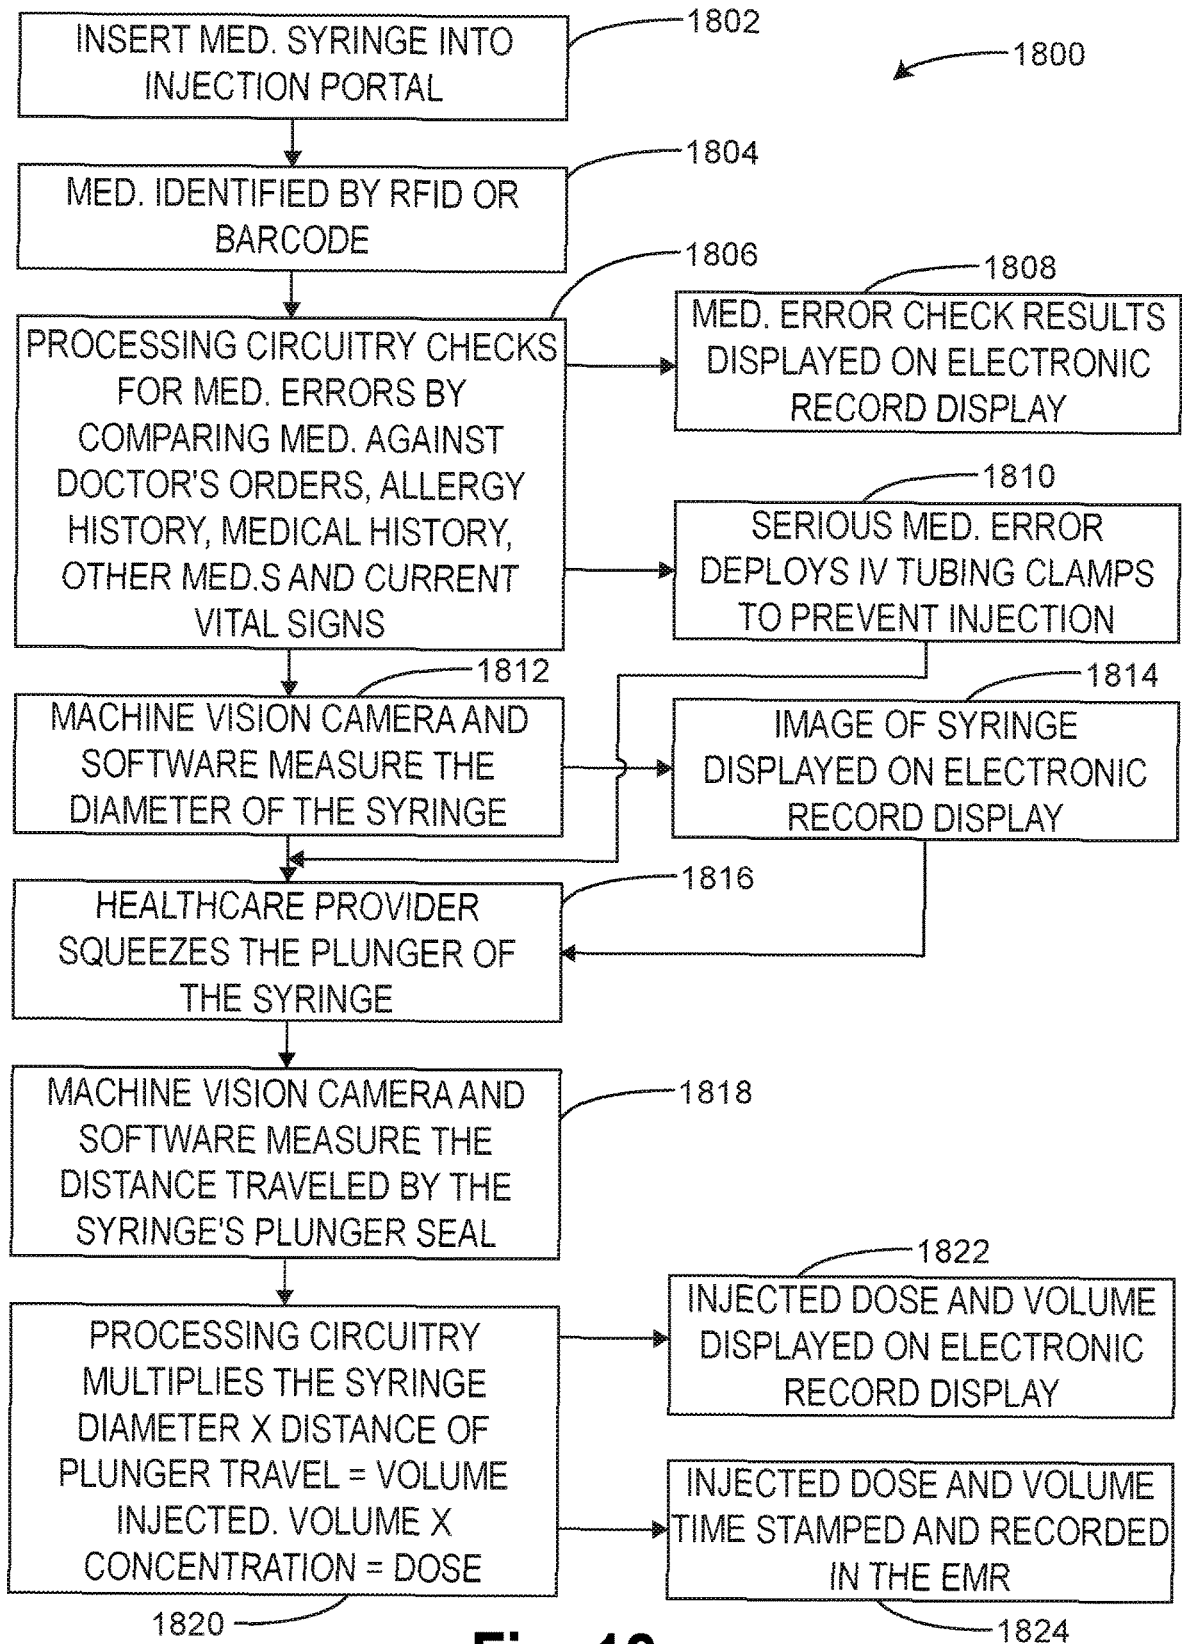 1802
INSERT MED. SYRINGE INTO
INJECTION PORTAL
1800
1804
MED. IDENTIFIED BY RFID OR
BARCODE
1806
PROCESSING CIRCUITRY CHECKS
FOR MED. ERRORS BY
COMPARING MED. AGAINST
DOCTOR'S ORDERS, ALLERGY
HISTORY, MEDICAL HISTORY,
OTHER MED.S AND CURRENT
VITAL SIGNS
1808
MED. ERROR CHECK RESULTS
DISPLAYED ON ELECTRONIC
RECORD DISPLAY
1810
SERIOUS MED. ERROR
DEPLOYS IV TUBING CLAMPS
TO PREVENT INJECTION
1812
MACHINE VISION CAMERA AND
SOFTWARE MEASURE THE
DIAMETER OF THE SYRINGE
1814
IMAGE OF SYRINGE
DISPLAYED ON ELECTRONIC
RECORD DISPLAY
1816
HEALTHCARE PROVIDER
SQUEEZES THE PLUNGER OF
THE SYRINGE
1818
MACHINE VISION CAMERA AND
SOFTWARE MEASURE THE
DISTANCE TRAVELED BY THE
SYRINGE'S PLUNGER SEAL
1820
PROCESSING CIRCUITRY
MULTIPLIES THE SYRINGE
DIAMETER X DISTANCE OF
PLUNGER TRAVEL = VOLUME
INJECTED. VOLUME X
CONCENTRATION = DOSE
1822
INJECTED DOSE AND VOLUME
DISPLAYED ON ELECTRONIC
RECORD DISPLAY
INJECTED DOSE AND VOLUME
TIME STAMPED AND RECORDED
IN THE EMR
1824